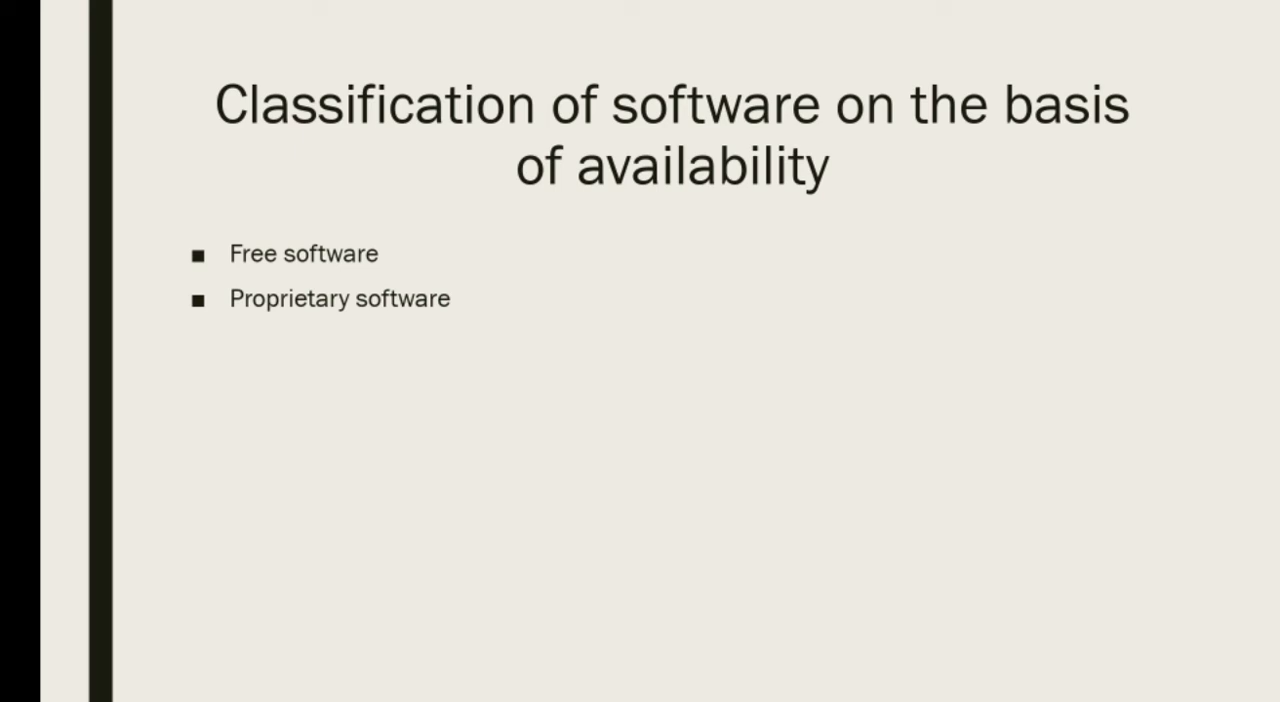 Classification of software on the basis
of availability
■ Free software
■ Proprietary software